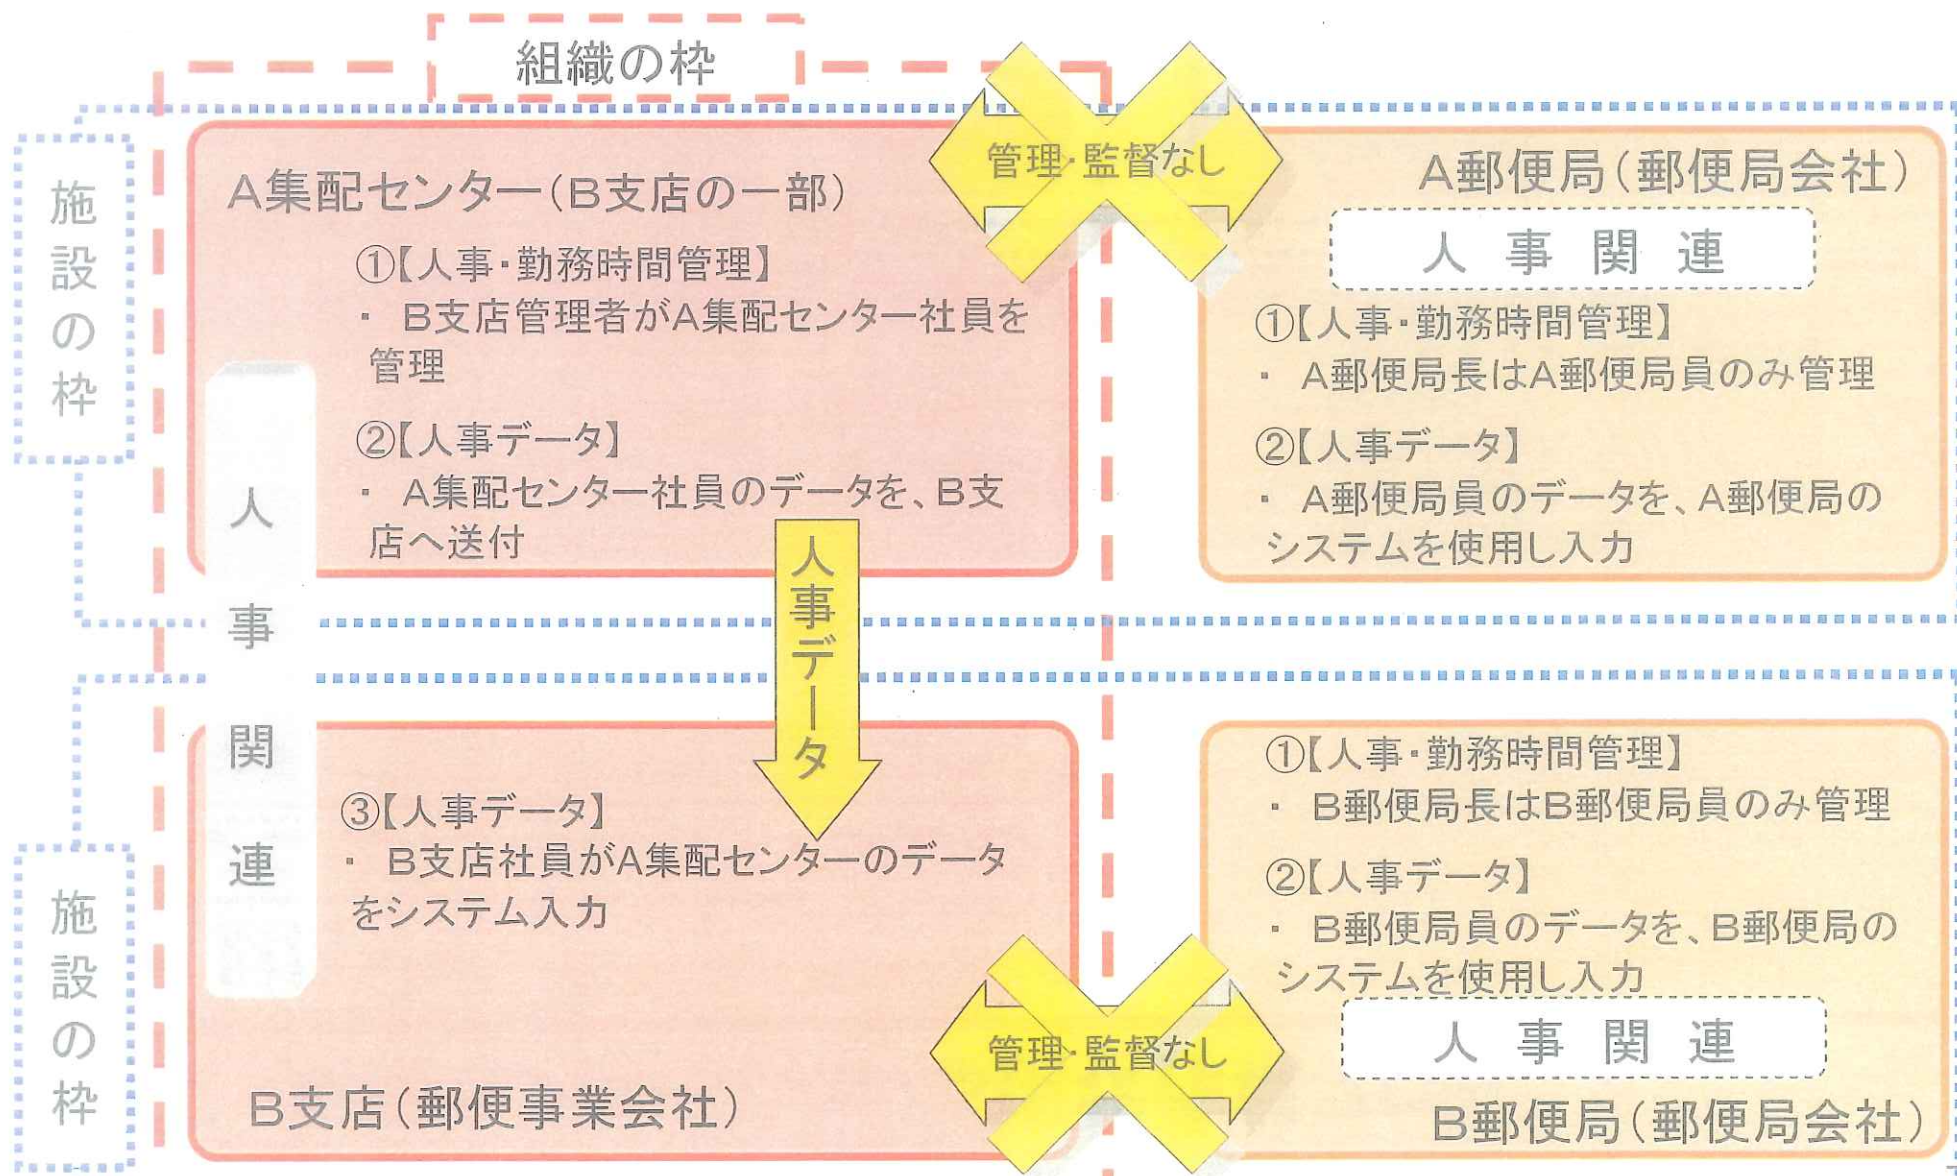 組織の枠
施設の枠
A集配センター(B支店の一部)
①【人事・勤務時間管理】
・ B支店管理者がA集配センター社員を
管理
②【人事データ】
・ A集配センター社員のデータを、B支
店へ送付
管理・監督なし
A郵便局(郵便局会社)
人事関連
①【人事・勤務時間管理】
・ A郵便局長はA郵便局員のみ管理
②【人事データ】
・ A郵便局員のデータを、A郵便局の
システムを使用し入力
人事関連
人事データ
施設の枠
③【人事データ】
・ B支店社員がA集配センターのデータ
をシステム入力
B支店(郵便事業会社)
管理・監督なし
①【人事・勤務時間管理】
・ B郵便局長はB郵便局員のみ管理
②【人事データ】
・ B郵便局員のデータを、B郵便局の
システムを使用し入力
人事関連
B郵便局(郵便局会社)